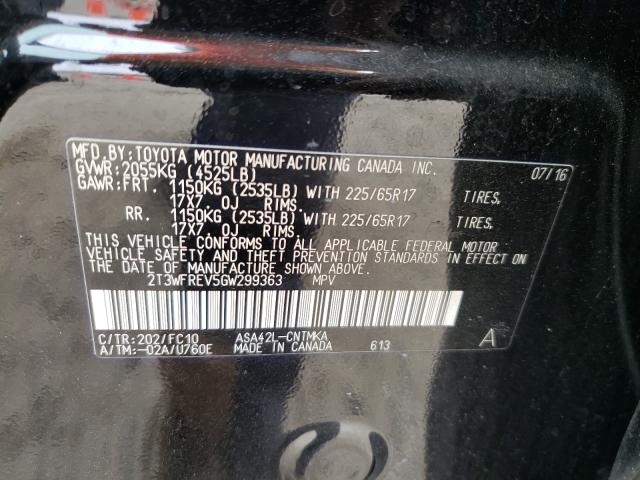 MFD. BY: TOYOTA MOTOR MANUFACTURING CANADA INC. 07/16
GVWR: 2055KG (4525LB)
GAWR: FRT. 1150KG (2535LB) WITH 225/65R17 TIRES,
17X7 0J RIMS.
RR. 1150KG (2535LB) WITH 225/65R17 TIRES,
17X7 0J RIMS.
THIS VEHICLE CONFORMS TO ALL APPLICABLE FEDERAL MOTOR
VEHICLE SAFETY AND THEFT PREVENTION STANDARDS IN EFFECT
ON THE DATE OF MANUFACTURE SHOWN ABOVE.
2T3WFREV5GW299363 MPV
C/TR: 202/FC10 ASA42L-CNTMKA A
A/TM: -02A/U760E MADE IN CANADA 613